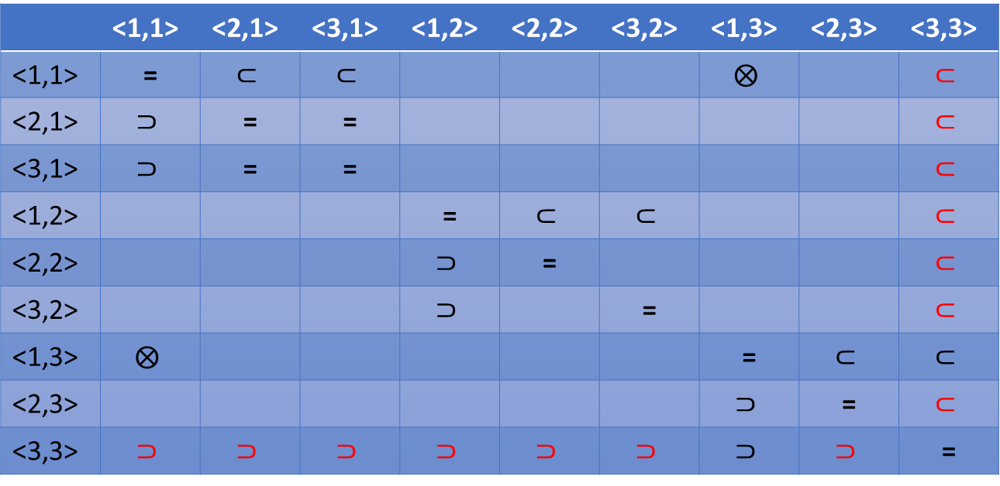 <1,1> <2,1> <3,1> <1,2> <2,2> <3,2> <1,3> <2,3> <3,3>
<1,1> = ⊂ ⊂ ⊗ ⊂
<2,1> ⊃ = = ⊂
<3,1> ⊃ = = ⊂
<1,2> = ⊂ ⊂ ⊂
<2,2> ⊃ = ⊂
<3,2> ⊃ = ⊂
<1,3> ⊗ = ⊂ ⊂
<2,3> ⊃ = ⊂
<3,3> ⊃ ⊃ ⊃ ⊃ ⊃ ⊃ ⊃ ⊃ =